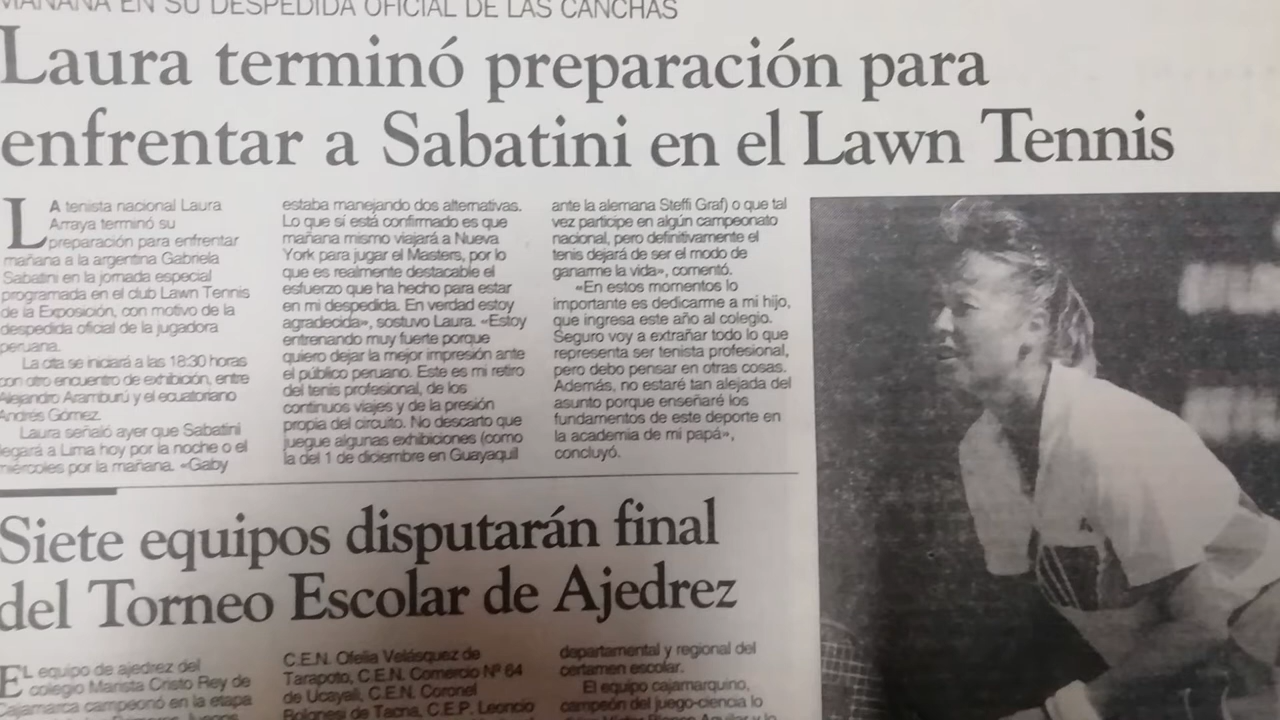 MAÑANA EN SU DESPEDIDA OFICIAL DE LAS CANCHAS
Laura terminó preparación para
enfrentar a Sabatini en el Lawn Tennis
LA tenista nacional Laura
Arraya terminó su
preparación para enfrentar
mañana a la argentina Gabriela
Sabatini en la jornada especial
programada en el club Lawn Tennis
de la Exposición, con motivo de la
despedida oficial de la jugadora
peruana.
La cita se iniciará a las 18:30 horas
con otro encuentro de exhibición, entre
Alejandro Aramburú y el ecuatoriano
Andrés Gómez.
Laura señaló ayer que Sabatini
llegará a Lima hoy por la noche o el
miércoles por la mañana. «Gaby
estaba manejando dos alternativas.
Lo que sí está confirmado es que
mañana mismo viajará a Nueva
York para jugar el Masters, por lo
que es realmente destacable el
esfuerzo que ha hecho para estar
en mi despedida. En verdad estoy
agradecida», sostuvo Laura. «Estoy
entrenando muy fuerte porque
quiero dejar la mejor impresión ante
el público peruano. Este es mi retiro
del tenis profesional, de los
continuos viajes y de la presión
propia del circuito. No descarto que
juegue algunas exhibiciones (como
la del 1 de diciembre en Guayaquil
ante la alemana Steffi Graf) o que tal
vez participe en algún campeonato
nacional, pero definitivamente el
tenis dejará de ser el modo de
ganarme la vida», comentó.
«En estos momentos lo
importante es dedicarme a mi hijo,
que ingresa este año al colegio.
Seguro voy a extrañar todo lo que
representa ser tenista profesional,
pero debo pensar en otras cosas.
Además, no estaré tan alejada del
asunto porque enseñaré los
fundamentos de este deporte en
la academia de mi papá»,
concluyó.
Siete equipos disputarán final
del Torneo Escolar de Ajedrez
EL equipo de ajedrez del
colegio Marista Cristo Rey de
Cajamarca campeonó en la etapa
C.E.N. Ofelia Velásquez de
Tarapoto, C.E.N. Comercio Nº 64
de Ucayali, C.E.N. Coronel
Bolognesi de Tacna, C.E.P. Leoncio
departamental y regional del
certamen escolar.
El equipo cajamarquino,
campeón del juego-ciencia lo